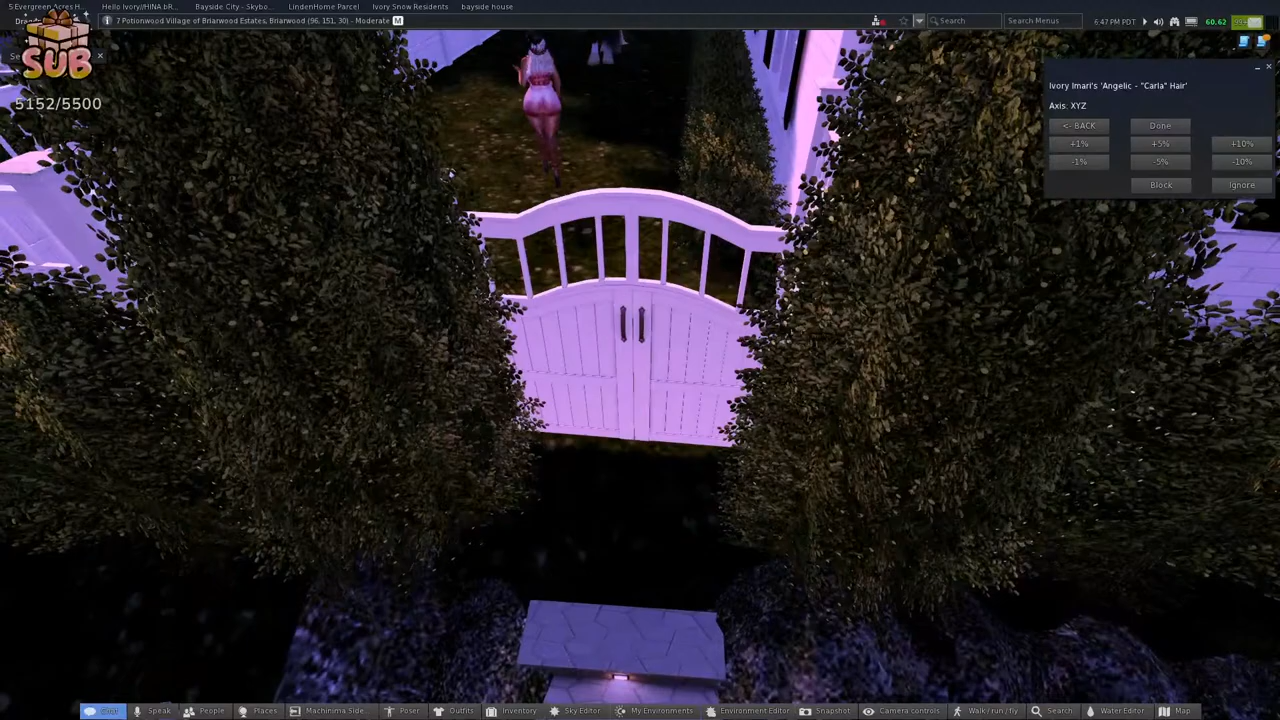 5 Evergreen Acres H...
Hello Ivory//HINA bR...
Bayside City - Skybo...
LindenHome Parcel
Ivory Snow Residents
bayside house
7 Potionwood Village of Briarwood Estates, Briarwood (96, 151, 30) - Moderate M
Search
Search Menus
6:47 PM PDT
60.62
SUB
5152/5500
Ivory Imari's 'Angelic - "Carla" Hair'
Axis: XYZ
<- BACK Done
+1% +5% +10%
-1% -5% -10%
Block Ignore
Chat Speak People Places Machinima Side... Poser Outfits Inventory Sky Editor My Environments Environment Editor Snapshot Camera controls Walk / run / fly Search Water Editor Map